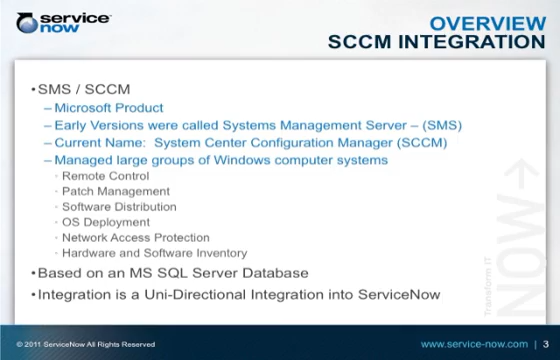 service
now
OVERVIEW
SCCM INTEGRATION
•SMS / SCCM
– Microsoft Product
– Early Versions were called Systems Management Server – (SMS)
– Current Name: System Center Configuration Manager (SCCM)
– Managed large groups of Windows computer systems
· Remote Control
· Patch Management
· Software Distribution
· OS Deployment
· Network Access Protection
· Hardware and Software Inventory
•Based on an MS SQL Server Database
•Integration is a Uni-Directional Integration into ServiceNow
Transform IT
NOW
© 2011 ServiceNow All Rights Reserved
www.service-now.com | 3